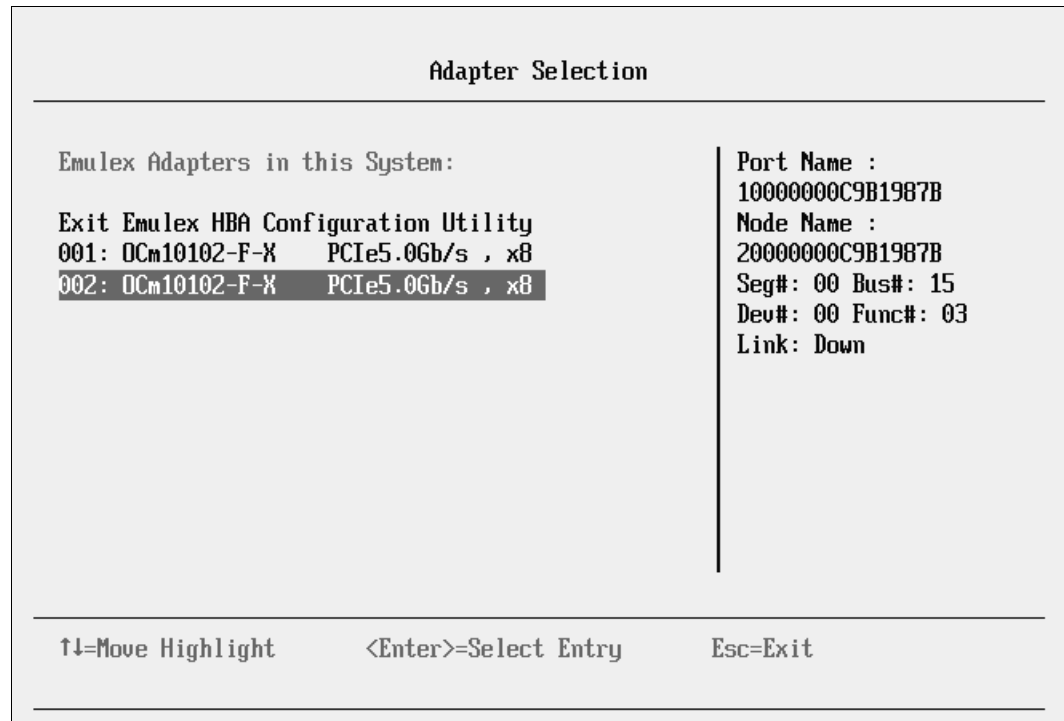 Adapter Selection
Emulex Adapters in this System:
Exit Emulex HBA Configuration Utility
001: OCm10102-F-X PCIe5.0Gb/s , x8
002: OCm10102-F-X PCIe5.0Gb/s , x8
Port Name :
10000000C9B1987B
Node Name :
20000000C9B1987B
Seg#: 00 Bus#: 15
Dev#: 00 Func#: 03
Link: Down
↑↓=Move Highlight <Enter>=Select Entry Esc=Exit